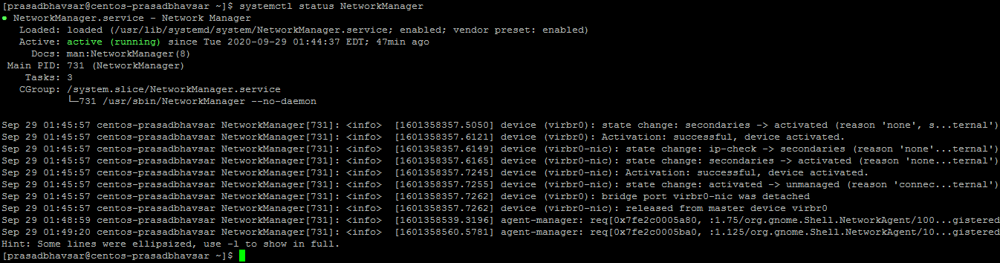 [prasadbhavsar@centos-prasadbhavsar ~]$ systemctl status NetworkManager
● NetworkManager.service - Network Manager
   Loaded: loaded (/usr/lib/systemd/system/NetworkManager.service; enabled; vendor preset: enabled)
   Active: active (running) since Tue 2020-09-29 01:44:37 EDT; 47min ago
     Docs: man:NetworkManager(8)
 Main PID: 731 (NetworkManager)
    Tasks: 3
   CGroup: /system.slice/NetworkManager.service
           └─731 /usr/sbin/NetworkManager --no-daemon

Sep 29 01:45:57 centos-prasadbhavsar NetworkManager[731]: <info>  [1601358357.5050] device (virbr0): state change: secondaries -> activated (reason 'none', s...ternal')
Sep 29 01:45:57 centos-prasadbhavsar NetworkManager[731]: <info>  [1601358357.6121] device (virbr0): Activation: successful, device activated.
Sep 29 01:45:57 centos-prasadbhavsar NetworkManager[731]: <info>  [1601358357.6149] device (virbr0-nic): state change: ip-check -> secondaries (reason 'none'...ternal')
Sep 29 01:45:57 centos-prasadbhavsar NetworkManager[731]: <info>  [1601358357.6165] device (virbr0-nic): state change: secondaries -> activated (reason 'none...ternal')
Sep 29 01:45:57 centos-prasadbhavsar NetworkManager[731]: <info>  [1601358357.7245] device (virbr0-nic): Activation: successful, device activated.
Sep 29 01:45:57 centos-prasadbhavsar NetworkManager[731]: <info>  [1601358357.7255] device (virbr0-nic): state change: activated -> unmanaged (reason 'connec...ternal')
Sep 29 01:45:57 centos-prasadbhavsar NetworkManager[731]: <info>  [1601358357.7262] device (virbr0): bridge port virbr0-nic was detached
Sep 29 01:45:57 centos-prasadbhavsar NetworkManager[731]: <info>  [1601358357.7262] device (virbr0-nic): released from master device virbr0
Sep 29 01:48:59 centos-prasadbhavsar NetworkManager[731]: <info>  [1601358539.3196] agent-manager: req[0x7fe2c0005a80, :1.75/org.gnome.Shell.NetworkAgent/100...gistered
Sep 29 01:49:20 centos-prasadbhavsar NetworkManager[731]: <info>  [1601358560.5781] agent-manager: req[0x7fe2c0005ba0, :1.125/org.gnome.Shell.NetworkAgent/10...gistered
Hint: Some lines were ellipsized, use -l to show in full.
[prasadbhavsar@centos-prasadbhavsar ~]$